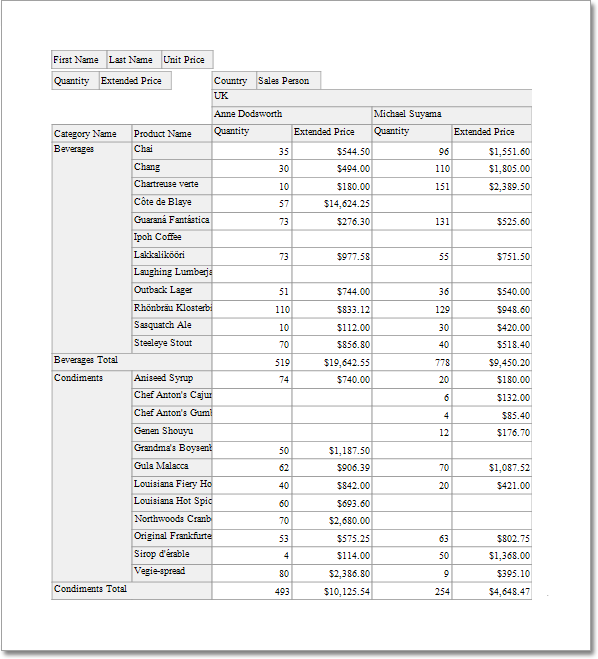 First Name Last Name Unit Price
Quantity Extended Price Country Sales Person
UK
Anne Dodsworth Michael Suyama
Category Name Product Name Quantity Extended Price Quantity Extended Price
Beverages Chai 35 $544.50 96 $1,551.60
Chang 30 $494.00 110 $1,805.00
Chartreuse verte 10 $180.00 151 $2,389.50
Côte de Blaye 57 $14,624.25
Guaraná Fantástica 73 $276.30 131 $525.60
Ipoh Coffee
Lakkalikööri 73 $977.58 55 $751.50
Laughing Lumberja
Outback Lager 51 $744.00 36 $540.00
Rhönbräu Klosterbi 110 $833.12 129 $948.60
Sasquatch Ale 10 $112.00 30 $420.00
Steeleye Stout 70 $856.80 40 $518.40
Beverages Total 519 $19,642.55 778 $9,450.20
Condiments Aniseed Syrup 74 $740.00 20 $180.00
Chef Anton's Cajun 6 $132.00
Chef Anton's Gumb 4 $85.40
Genen Shouyu 12 $176.70
Grandma's Boysenb 50 $1,187.50
Gula Malacca 62 $906.39 70 $1,087.52
Louisiana Fiery Ho 40 $842.00 20 $421.00
Louisiana Hot Spic 60 $693.60
Northwoods Cranb 70 $2,680.00
Original Frankfurte 53 $575.25 63 $802.75
Sirop d'érable 4 $114.00 50 $1,368.00
Vegie-spread 80 $2,386.80 9 $395.10
Condiments Total 493 $10,125.54 254 $4,648.47